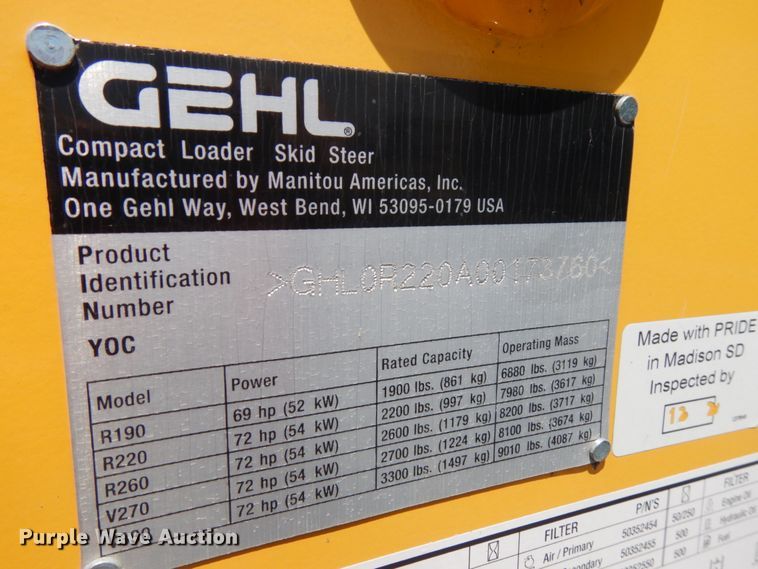 GEHL®
Compact Loader Skid Steer
Manufactured by Manitou Americas, Inc.
One Gehl Way, West Bend, WI 53095-0179 USA
Product
Identification
Number
>GHL0R220A00173760<
YOC
Model Power Rated Capacity Operating Mass
R190 69 hp (52 kW) 1900 lbs. (861 kg) 6880 lbs. (3119 kg)
R220 72 hp (54 kW) 2200 lbs. (997 kg) 7980 lbs. (3617 kg)
R260 72 hp (54 kW) 2600 lbs. (1179 kg) 8200 lbs. (3717 kg)
V270 72 hp (54 kW) 2700 lbs. (1224 kg) 8100 lbs. (3674 kg)
72 hp (54 kW) 3300 lbs. (1497 kg) 9010 lbs. (4087 kg)
Made with PRIDE
in Madison SD
Inspected by
13
FILTER P/N'S
Air / Primary 50352454 50/250
50352455 500
500
FILTER
Engine Oil
Hydraulic Oil
Fuel
Purple Wave Auction